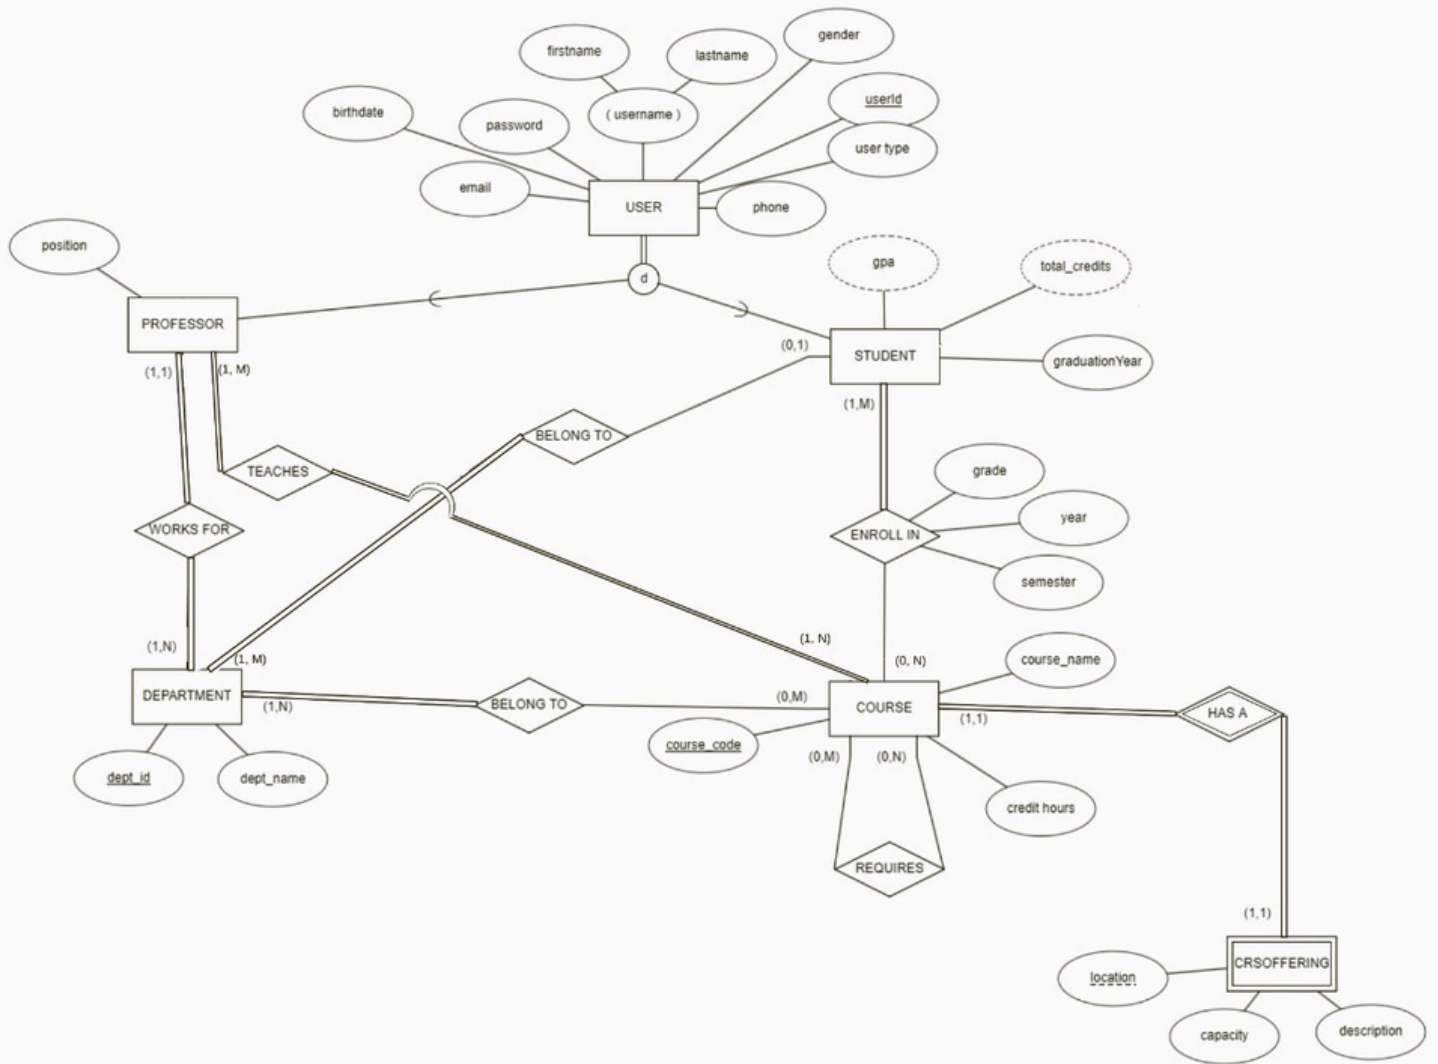 gender
firstname
lastname
userId
birthdate
password
( username )
user type
email
USER
phone
position
d
gpa
total_credits
PROFESSOR
(0,1)
STUDENT
graduationYear
(1,1)
(1, M)
(1,M)
BELONG TO
TEACHES
grade
year
WORKS FOR
ENROLL IN
semester
(1,N)
(1, M)
(1, N)
(0, N)
course_name
DEPARTMENT
(1,N)
BELONG TO
(0,M)
COURSE
(1,1)
HAS A
course_code
(0,M)
(0,N)
dept_id
dept_name
credit hours
REQUIRES
(1,1)
CRSOFFERING
location
capacity
description